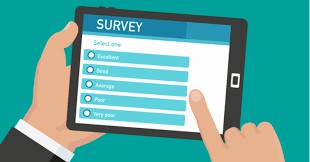 SURVEY
Select one
Excellent
Good
Average
Poor
Very poor